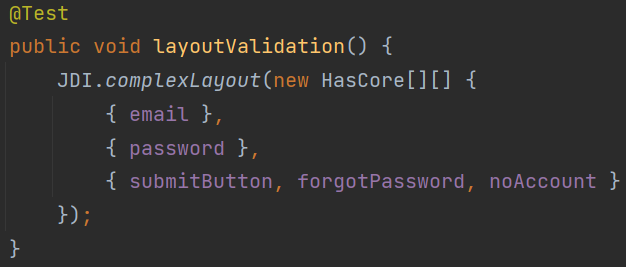 @Test
public void layoutValidation() {
    JDI.complexLayout(new HasCore[][] {
        { email },
        { password },
        { submitButton, forgotPassword, noAccount }
    });
}